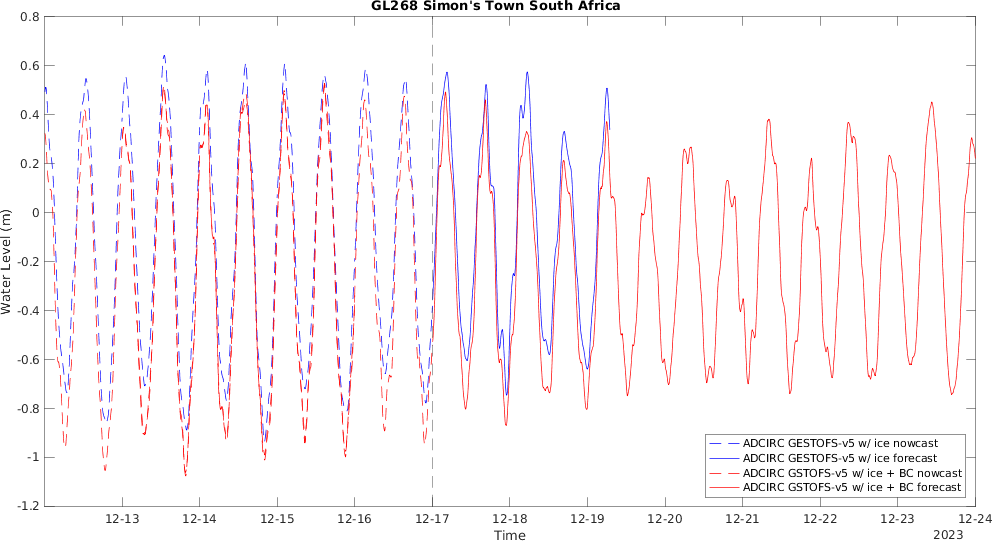 GL268 Simon's Town South Africa
0.8
0.6
0.4
0.2
0
-0.2
-0.4
-0.6
-0.8
-1
-1.2
Water Level (m)
ADCIRC GESTOFS-v5 w/ ice nowcast
ADCIRC GESTOFS-v5 w/ ice forecast
ADCIRC GSTOFS-v5 w/ ice + BC nowcast
ADCIRC GSTOFS-v5 w/ ice + BC forecast
12-13 12-14 12-15 12-16 12-17 12-18 12-19 12-20 12-21 12-22 12-23 12-24
Time
2023